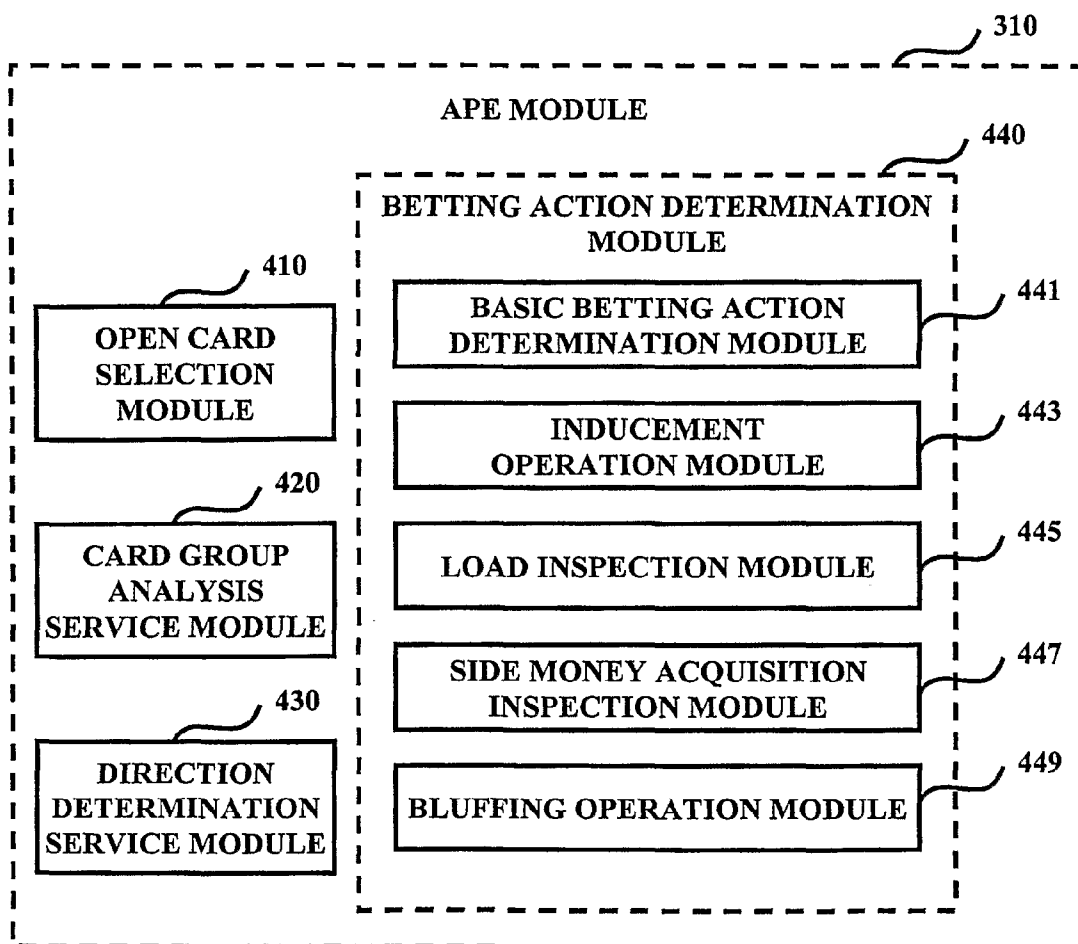 310
APE MODULE
440
BETTING ACTION DETERMINATION
MODULE
410
OPEN CARD
SELECTION
MODULE
441
BASIC BETTING ACTION
DETERMINATION MODULE
443
INDUCEMENT
OPERATION MODULE
420
CARD GROUP
ANALYSIS
SERVICE MODULE
445
LOAD INSPECTION MODULE
447
SIDE MONEY ACQUISITION
INSPECTION MODULE
430
DIRECTION
DETERMINATION
SERVICE MODULE
449
BLUFFING OPERATION MODULE